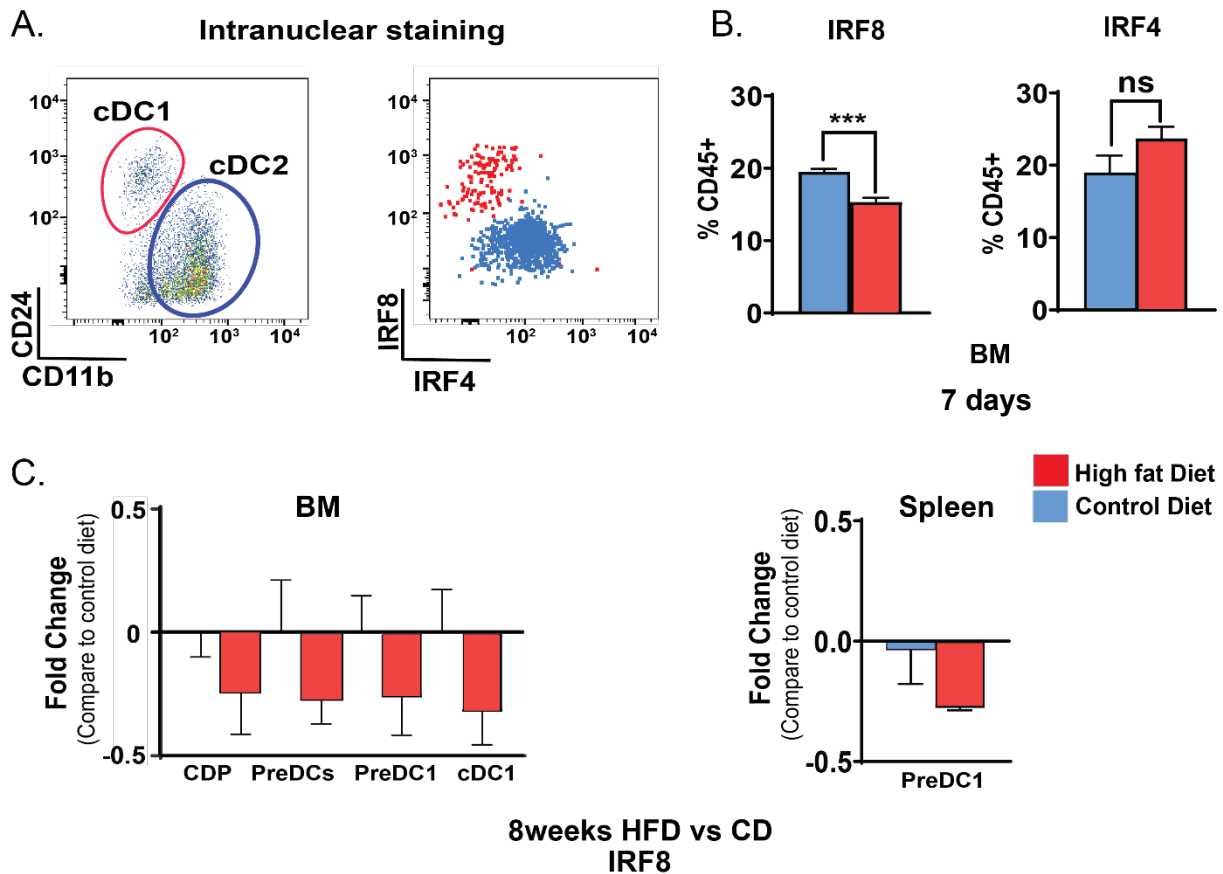 A.
Intranuclear staining
cDC1
cDC2
10⁴
10³
10²
10² 10³ 10⁴
CD24
CD11b
10⁴
10³
10²
10² 10³ 10⁴
IRF8
IRF4
B.
IRF8
% CD45+
30
20
10
0
***
IRF4
% CD45+
30
20
10
0
ns
BM
7 days
High fat Diet
Control Diet
C.
BM
Fold Change
(Compare to control diet)
0.5
0
-0.5
CDP PreDCs PreDC1 cDC1
Spleen
Fold Change
(Compare to control diet)
0.5
0.0
-0.5
PreDC1
8weeks HFD vs CD
IRF8